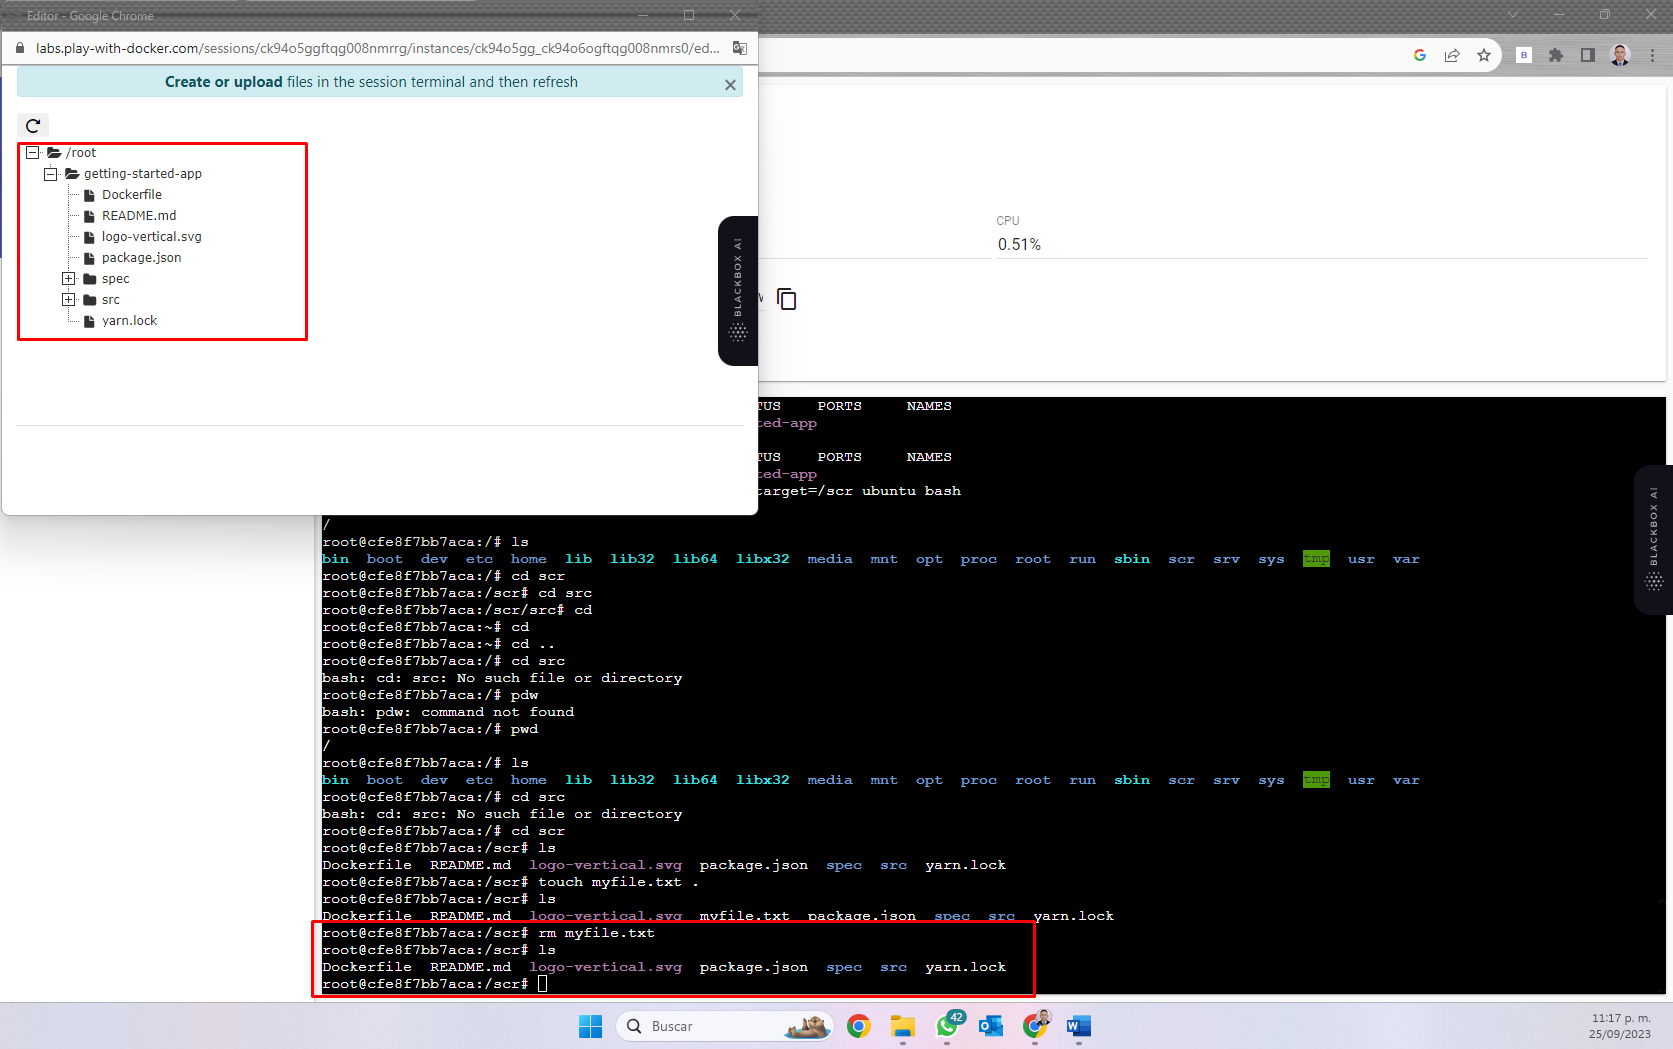 Editor - Google Chrome
labs.play-with-docker.com/sessions/ck94o5ggftqg008nmrrg/instances/ck94o5gg_ck94o6ogftqg008nmrs0/ed...
Create or upload files in the session terminal and then refresh
/root
getting-started-app
Dockerfile
README.md
logo-vertical.svg
package.json
spec
src
yarn.lock
BLACKBOX AI
CPU
0.51%
TUS PORTS NAMES
ted-app
TUS PORTS NAMES
ted-app
target=/scr ubuntu bash
/
root@cfe8f7bb7aca:/# ls
bin boot dev etc home lib lib32 lib64 libx32 media mnt opt proc root run sbin scr srv sys tmp usr var
root@cfe8f7bb7aca:/# cd scr
root@cfe8f7bb7aca:/scr# cd src
root@cfe8f7bb7aca:/scr/src# cd
root@cfe8f7bb7aca:~# cd
root@cfe8f7bb7aca:~# cd ..
root@cfe8f7bb7aca:/# cd src
bash: cd: src: No such file or directory
root@cfe8f7bb7aca:/# pdw
bash: pdw: command not found
root@cfe8f7bb7aca:/# pwd
/
root@cfe8f7bb7aca:/# ls
bin boot dev etc home lib lib32 lib64 libx32 media mnt opt proc root run sbin scr srv sys tmp usr var
root@cfe8f7bb7aca:/# cd src
bash: cd: src: No such file or directory
root@cfe8f7bb7aca:/# cd scr
root@cfe8f7bb7aca:/scr# ls
Dockerfile README.md logo-vertical.svg package.json spec src yarn.lock
root@cfe8f7bb7aca:/scr# touch myfile.txt .
root@cfe8f7bb7aca:/scr# ls
Dockerfile README.md logo-vertical.svg myfile.txt package.json spec src yarn.lock
root@cfe8f7bb7aca:/scr# rm myfile.txt
root@cfe8f7bb7aca:/scr# ls
Dockerfile README.md logo-vertical.svg package.json spec src yarn.lock
root@cfe8f7bb7aca:/scr#
BLACKBOX AI
Buscar
42
11:17 p. m.
25/09/2023